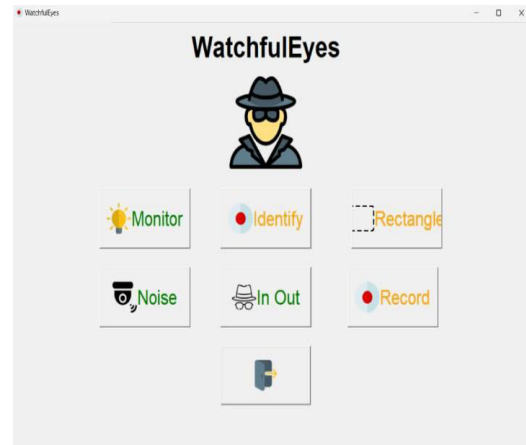 WatchfulEyes
WatchfulEyes
Monitor
Identify
Rectangle
Noise
In Out
Record